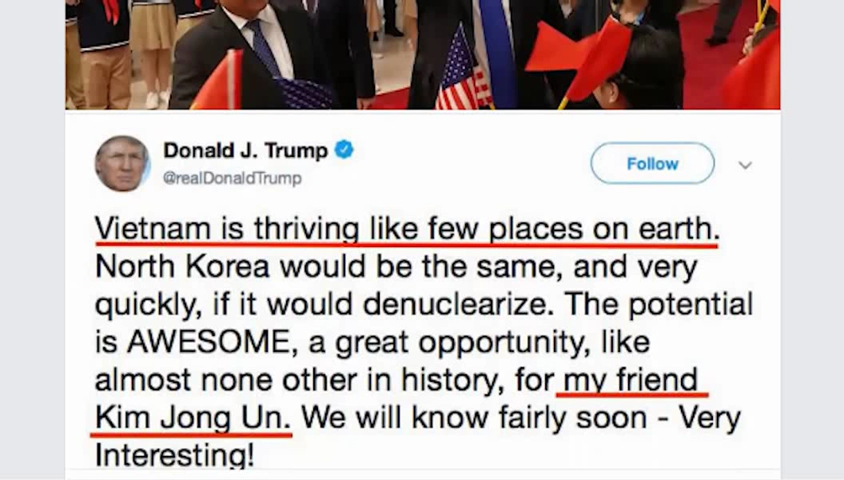 Donald J. Trump
@realDonaldTrump
Follow
Vietnam is thriving like few places on earth.
North Korea would be the same, and very
quickly, if it would denuclearize. The potential
is AWESOME, a great opportunity, like
almost none other in history, for my friend
Kim Jong Un. We will know fairly soon - Very
Interesting!